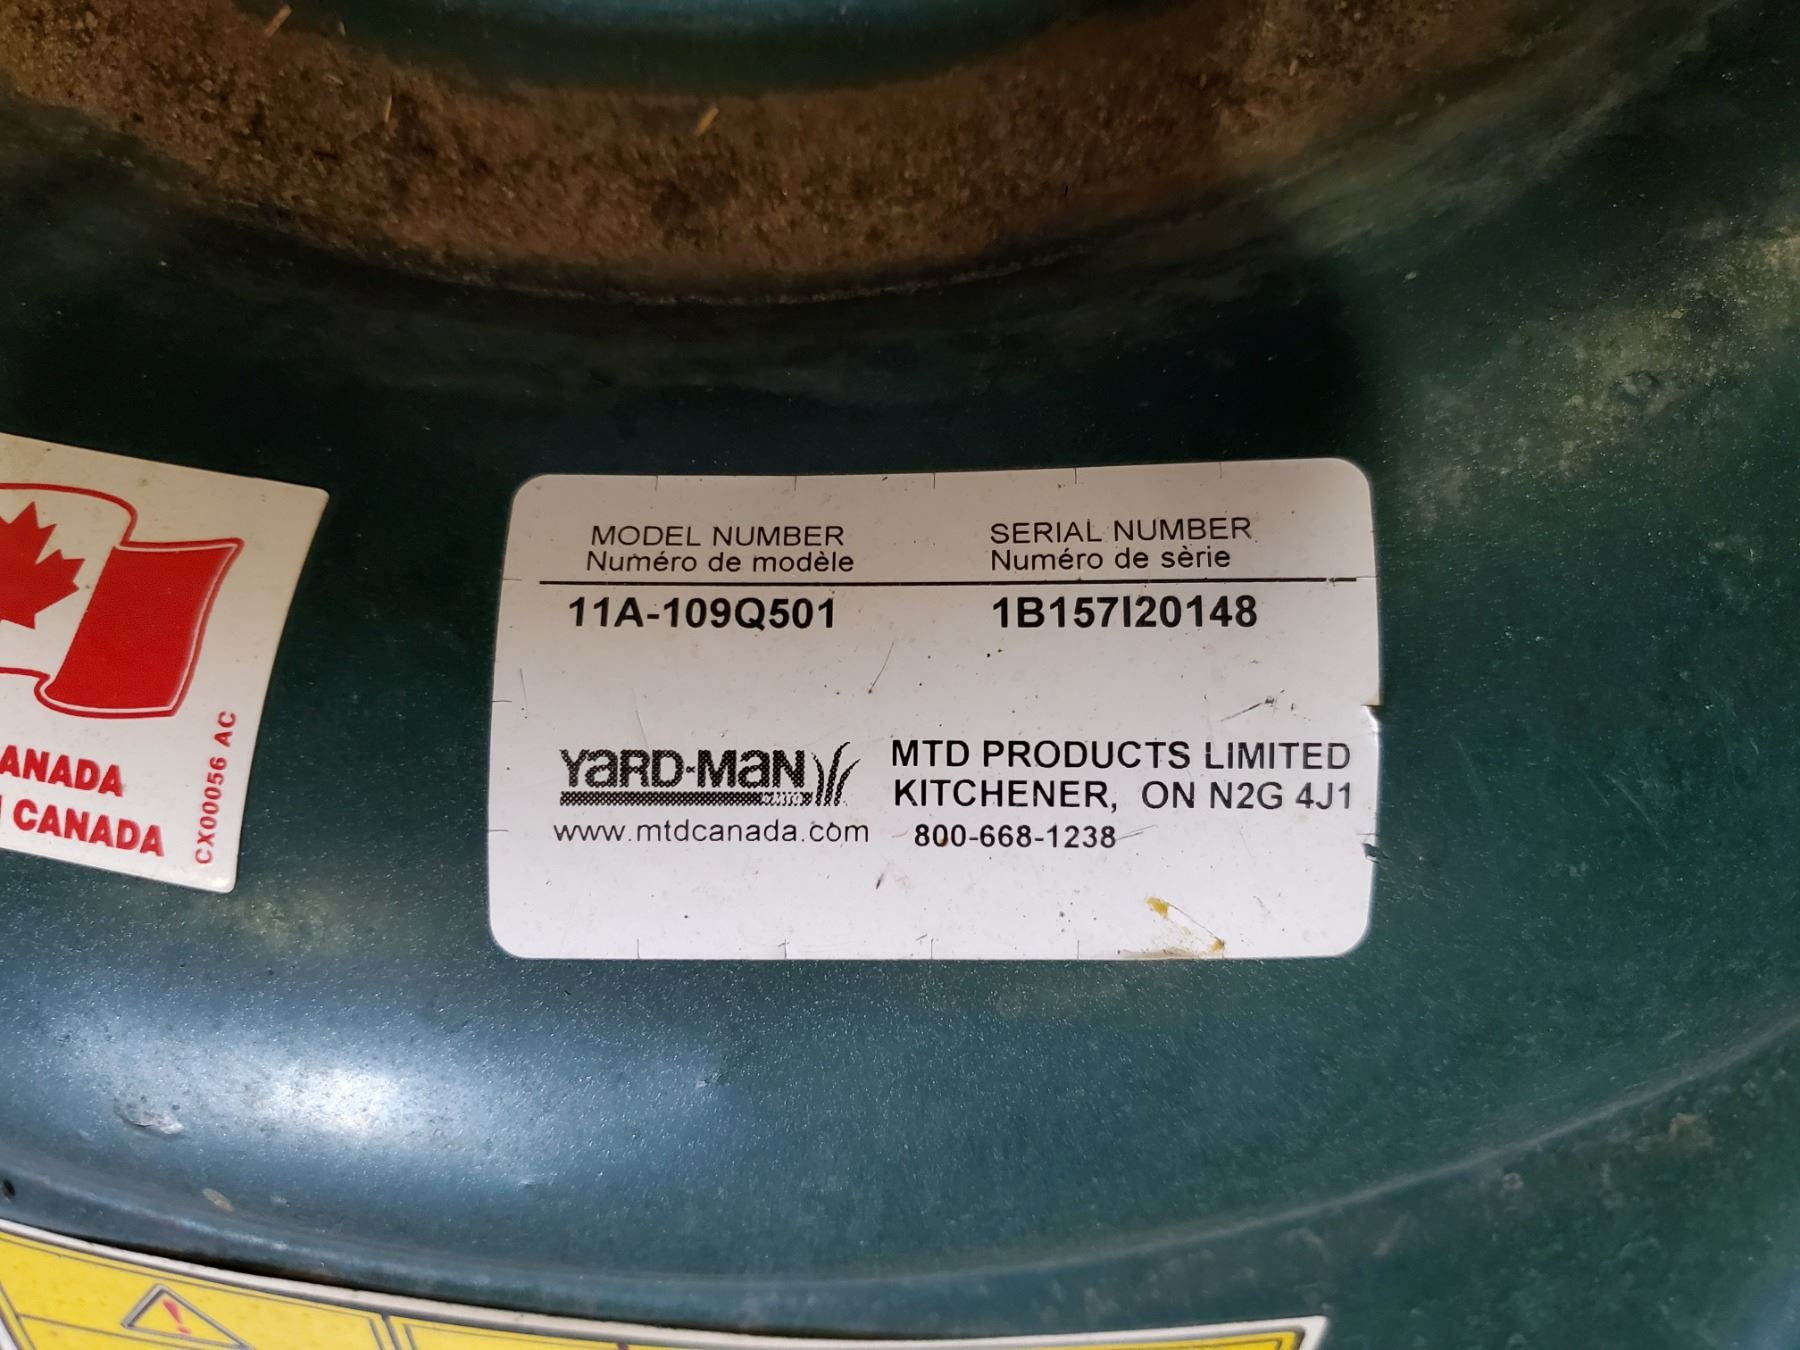 MODEL NUMBER
Numéro de modèle
SERIAL NUMBER
Numéro de sèrie
11A-109Q501
1B157I20148
YARD-MAN
MTD PRODUCTS LIMITED
KITCHENER, ON N2G 4J1
www.mtdcanada.com
800-668-1238
ANADA
CANADA
CX00056 AC